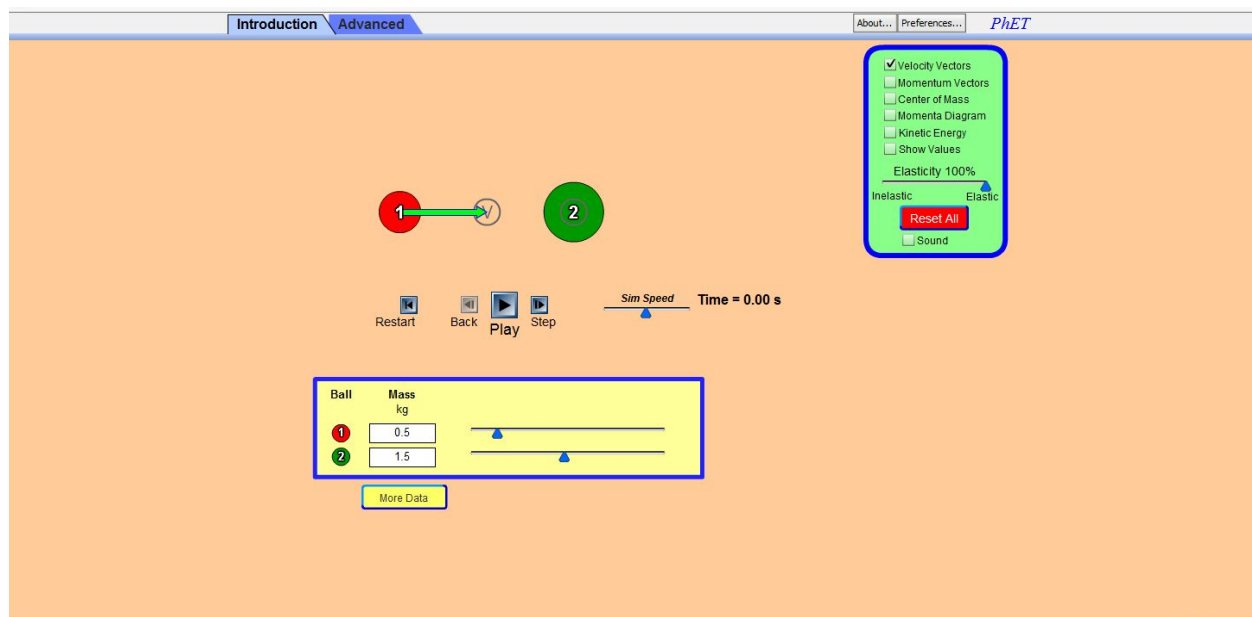 Introduction Advanced About... Preferences... PhET
Velocity Vectors
Momentum Vectors
Center of Mass
Momenta Diagram
Kinetic Energy
Show Values
Elasticity 100%
Inelastic Elastic
Reset All
Sound
1 V 2
Sim Speed Time = 0.00 s
Restart Back Play Step
Ball Mass
kg
1 0.5
2 1.5
More Data